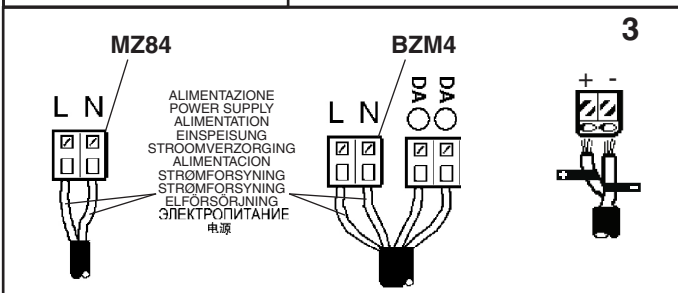 3
MZ84
BZM4
L N
ALIMENTAZIONE
POWER SUPPLY
ALIMENTATION
EINSPEISUNG
STROOMVERZORGING
ALIMENTACION
STRØMFORSYNING
STRØMFORSYNING
ELFÖRSÖRJNING
ЭЛЕКТРОПИТАНИЕ
电源
L N
DA DA
+ -
+ -